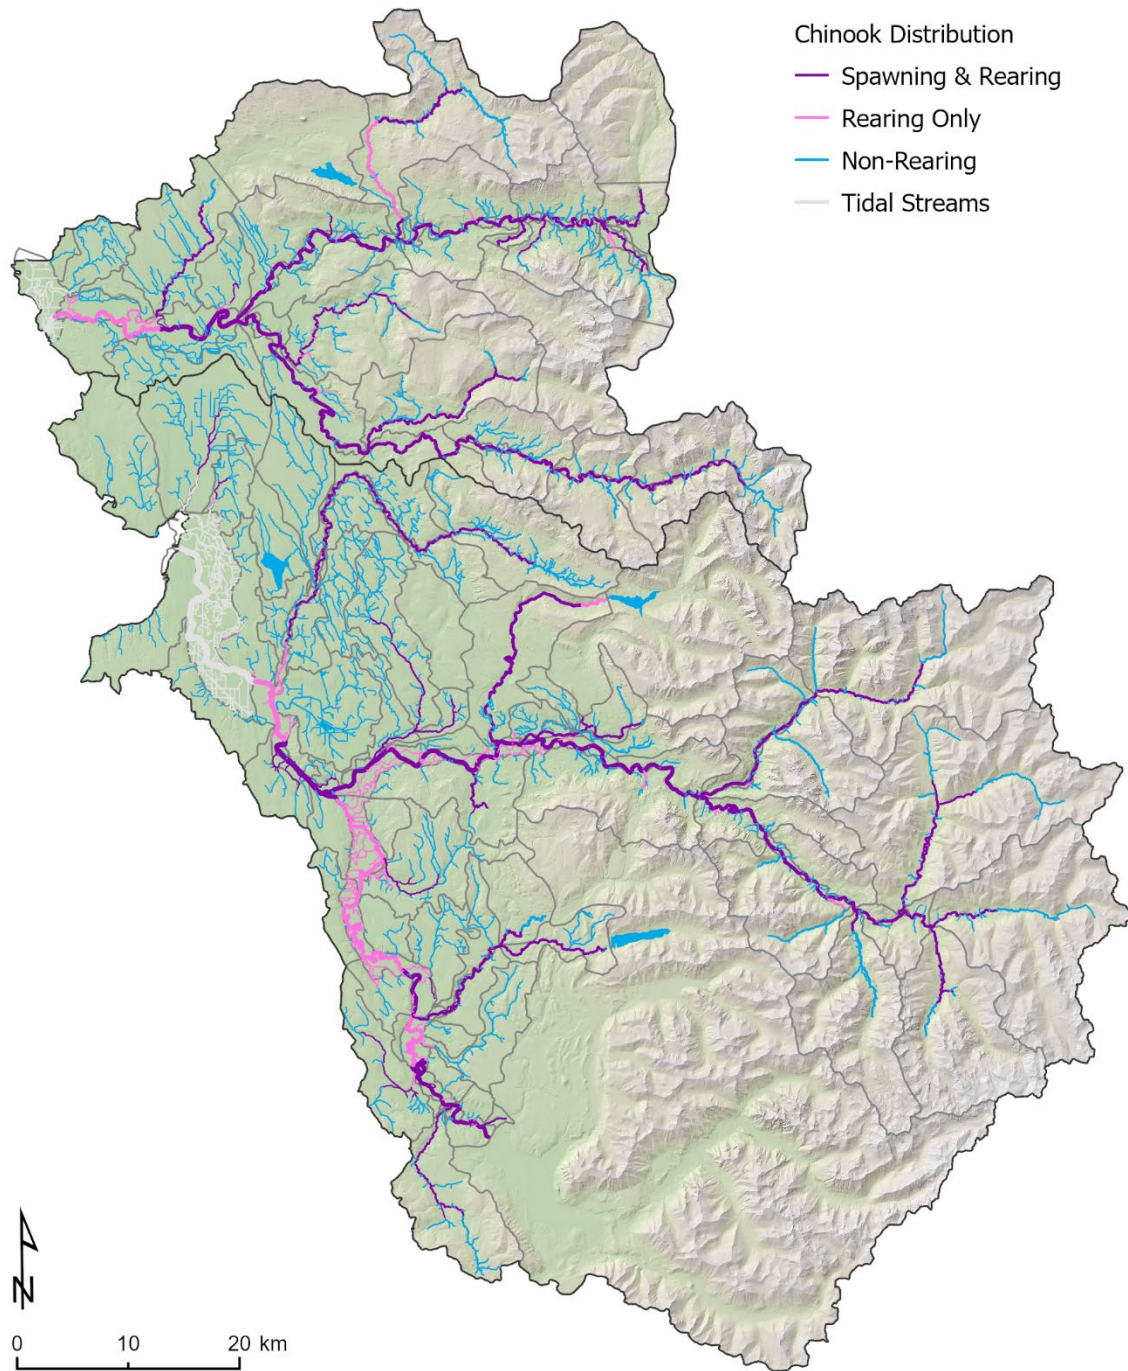 Chinook Distribution
Spawning & Rearing
Rearing Only
Non-Rearing
Tidal Streams
N
0 10 20 km